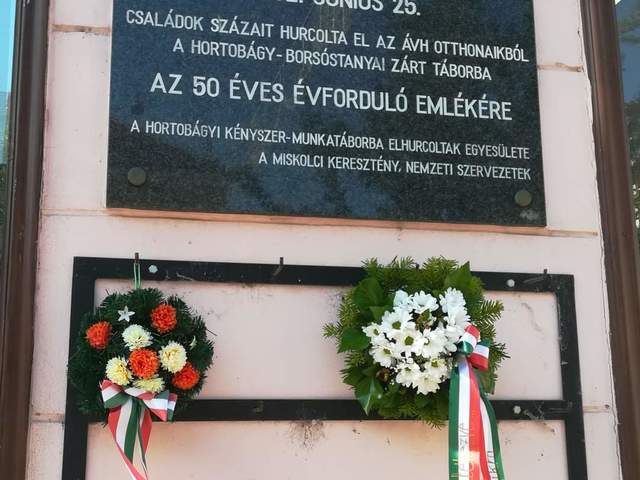 JÚNIUS 25.
CSALÁDOK SZÁZAIT HURCOLTA EL AZ ÁVH OTTHONAIKBÓL
A HORTOBÁGY-BORSÓSTANYAI ZÁRT TÁBORBA
AZ 50 ÉVES ÉVFORDULÓ EMLÉKÉRE
A HORTOBÁGYI KÉNYSZER-MUNKATÁBORBA ELHURCOLTAK EGYESÜLETE
A MISKOLCI KERESZTÉNY, NEMZETI SZERVEZETEK